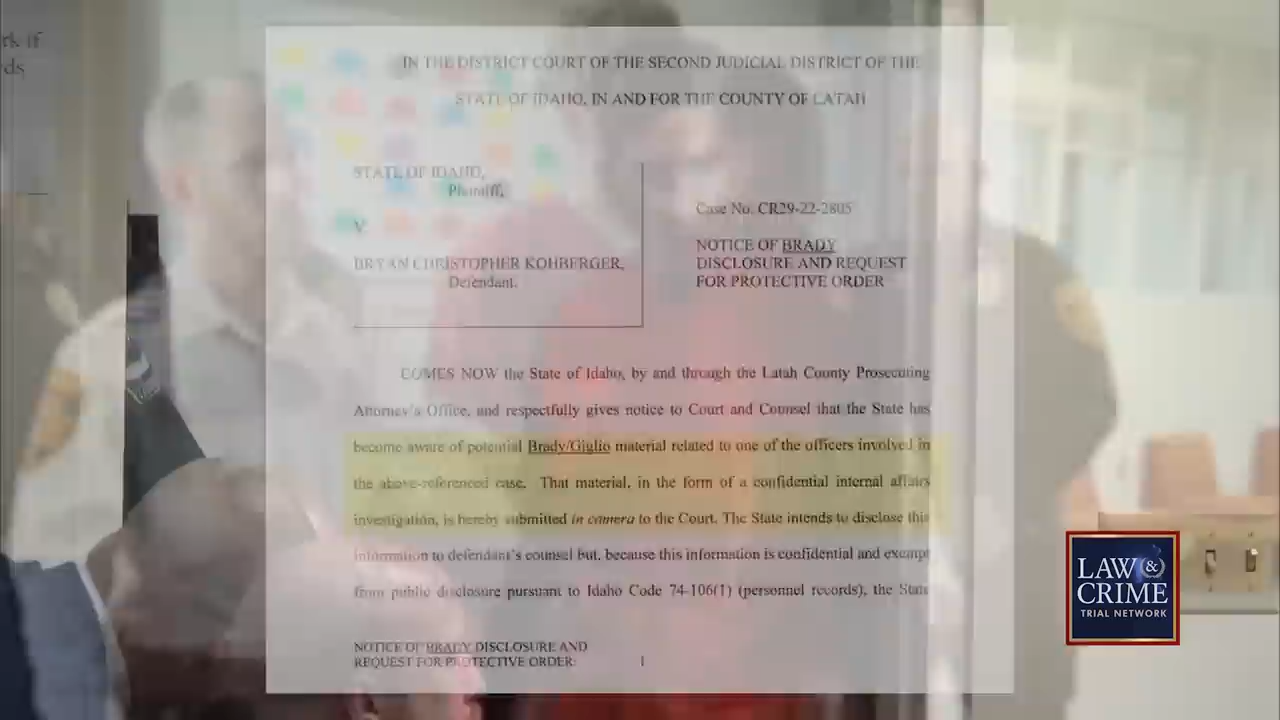 rk if
ds
IN THE DISTRICT COURT OF THE SECOND JUDICIAL DISTRICT OF THE
STATE OF IDAHO, IN AND FOR THE COUNTY OF LATAH
STATE OF IDAHO,
Plaintiff,
V.
BRYAN CHRISTOPHER KOHBERGER,
Defendant.
Case No. CR29-22-2805
NOTICE OF BRADY
DISCLOSURE AND REQUEST
FOR PROTECTIVE ORDER
COMES NOW the State of Idaho, by and through the Latah County Prosecuting
Attorney's Office, and respectfully gives notice to Court and Counsel that the State has
become aware of potential Brady/Giglio material related to one of the officers involved in
the above-referenced case. That material, in the form of a confidential internal affairs
investigation, is hereby submitted in camera to the Court. The State intends to disclose this
information to defendant's counsel but, because this information is confidential and exempt
from public disclosure pursuant to Idaho Code 74-106(1) (personnel records), the State
NOTICE OF BRADY DISCLOSURE AND
REQUEST FOR PROTECTIVE ORDER: 1
LAW &
CRIME
TRIAL NETWORK